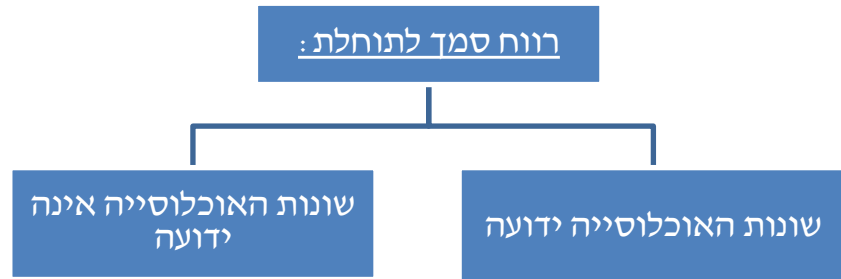 רווח סמך לתוחלת:
שונות האוכלוסייה ידועה
שונות האוכלוסייה אינה
ידועה